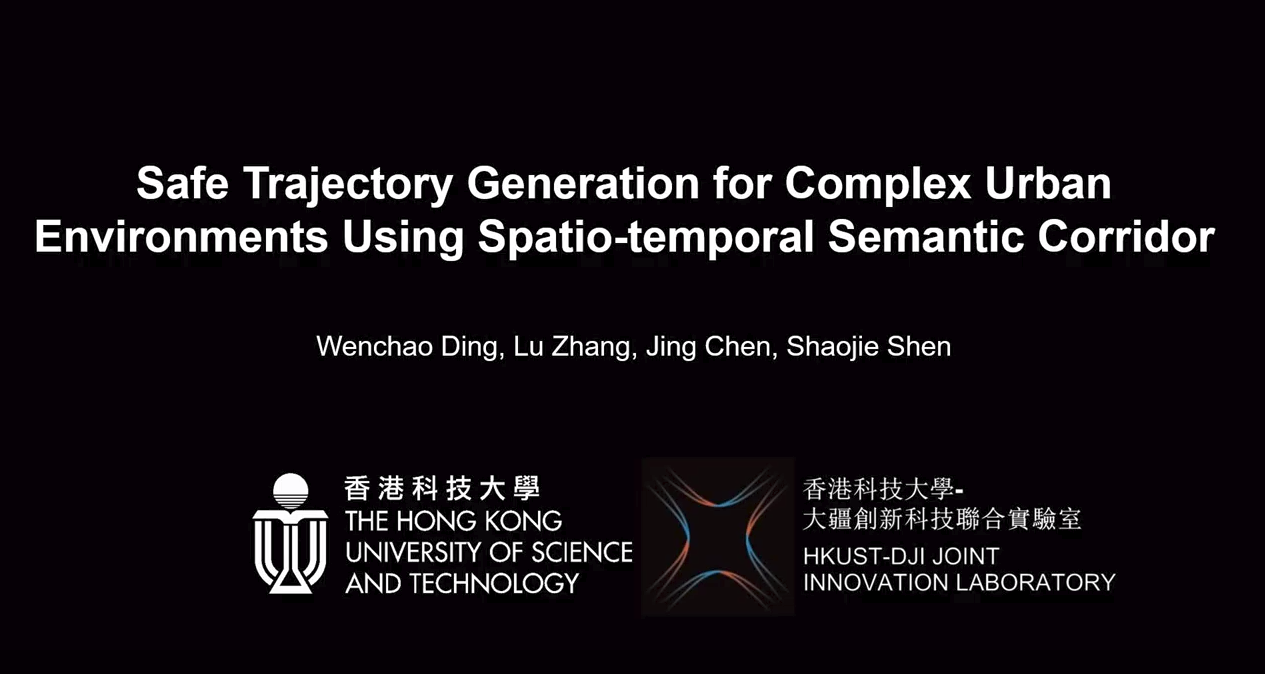 Safe Trajectory Generation for Complex Urban
Environments Using Spatio-temporal Semantic Corridor
Wenchao Ding, Lu Zhang, Jing Chen, Shaojie Shen
香港科技大學
THE HONG KONG
UNIVERSITY OF SCIENCE
AND TECHNOLOGY
香港科技大學-
大疆創新科技聯合實驗室
HKUST-DJI JOINT
INNOVATION LABORATORY